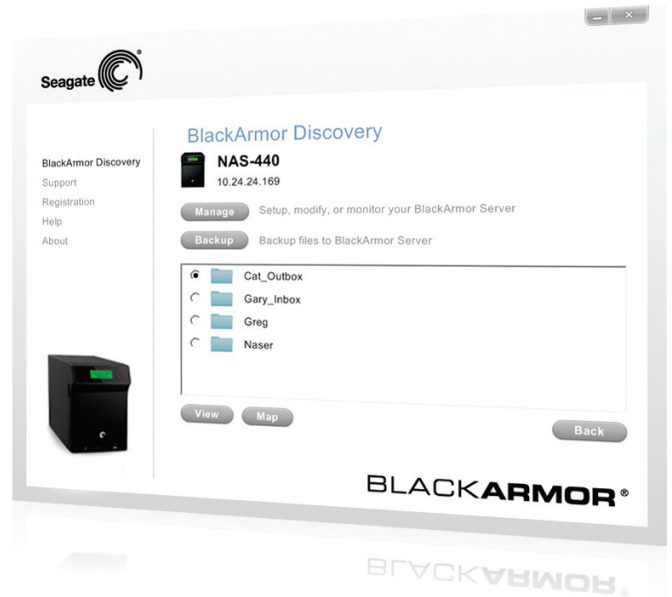 Seagate
BlackArmor Discovery
Support
Registration
Help
About
BlackArmor Discovery
NAS-440
10.24.24.169
Manage Setup, modify, or monitor your BlackArmor Server
Backup Backup files to BlackArmor Server
Cat_Outbox
Gary_Inbox
Greg
Naser
View Map
Back
BLACKARMOR®